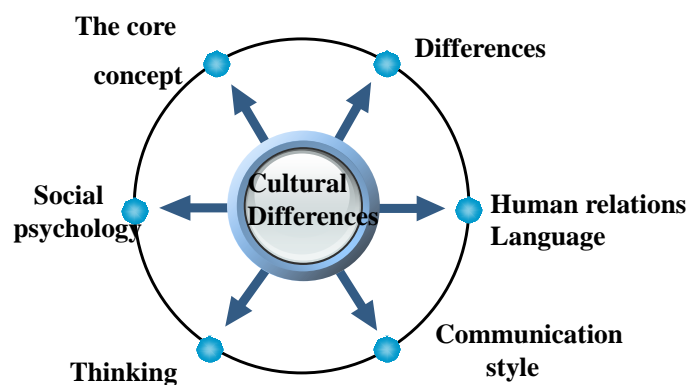 The core
concept
Differences
Cultural
Differences
Social
psychology
Human relations
Language
Communication
style
Thinking